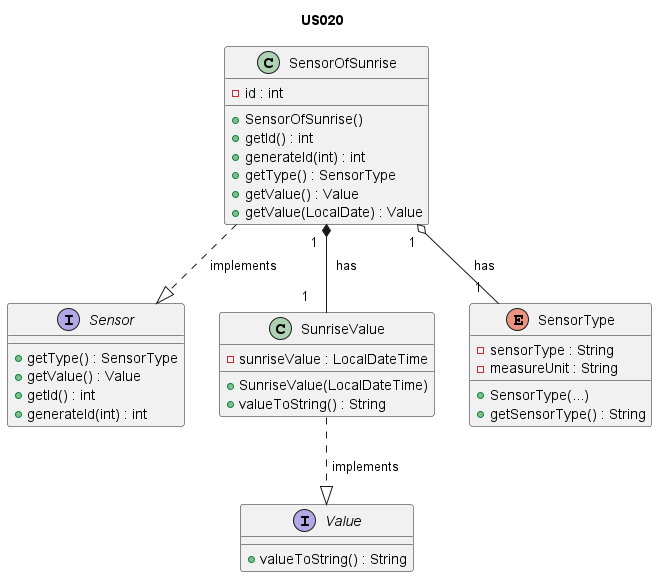 US020
C SensorOfSunrise
id : int
SensorOfSunrise()
getId() : int
generateId(int) : int
getType() : SensorType
getValue() : Value
getValue(LocalDate) : Value
1
1
implements
has
has
1
1
I Sensor
getType() : SensorType
getValue() : Value
getId() : int
generateId(int) : int
C SunriseValue
sunriseValue : LocalDateTime
SunriseValue(LocalDateTime)
valueToString() : String
E SensorType
sensorType : String
measureUnit : String
SensorType(...)
getSensorType() : String
implements
I Value
valueToString() : String